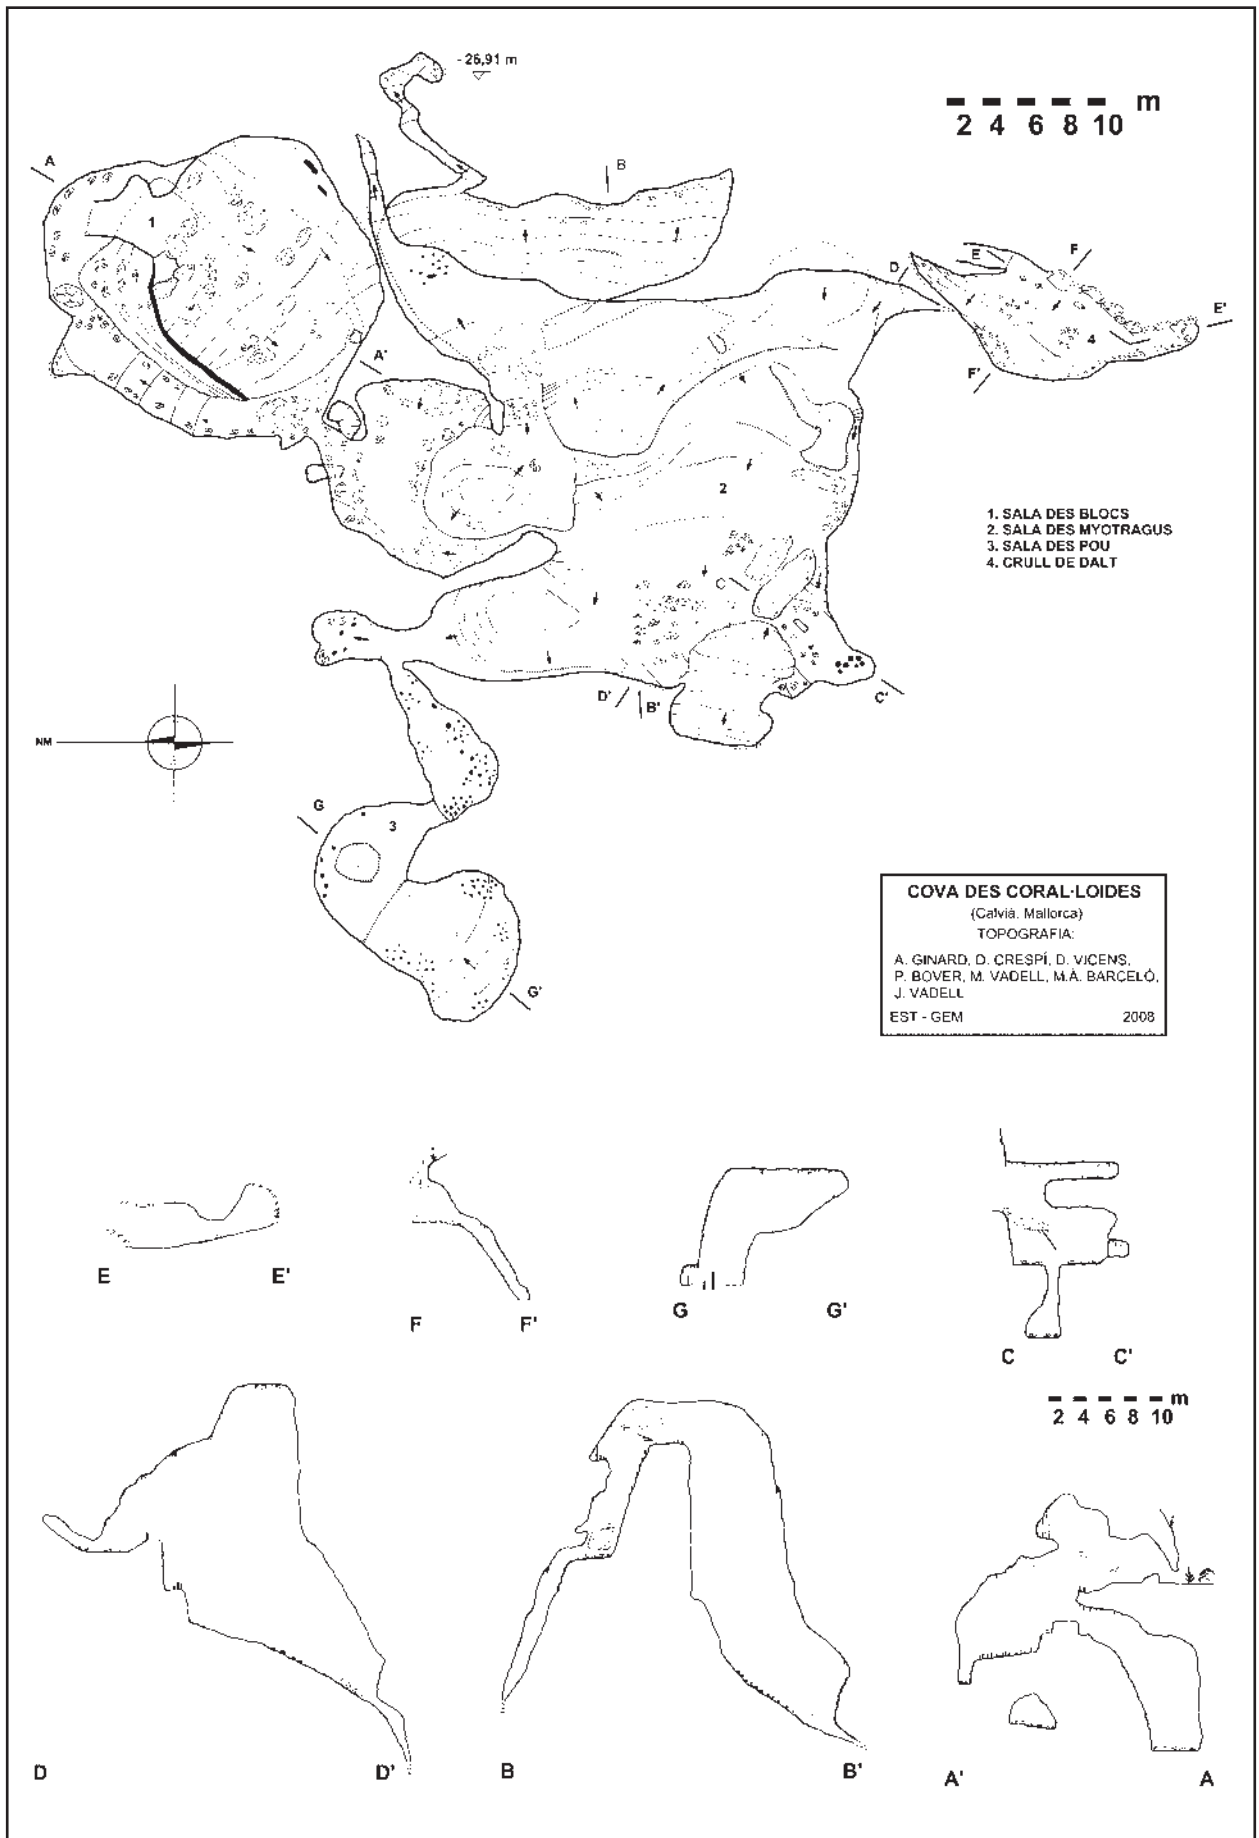 - 26,91 m
m
2 4 6 8 10
A
B
1
D
E
F
E'
4
F'
A'
2
1. SALA DES BLOCS
2. SALA DES MYOTRAGUS
3. SALA DES POU
4. CRULL DE DALT
C
D'
B'
C'
NM
G
3
G'
COVA DES CORAL·LOIDES
(Calvià, Mallorca)
TOPOGRAFIA:
A. GINARD, D. CRESPÍ, D. VICENS,
P. BOVER, M. VADELL, M.À. BARCELÓ,
J. VADELL
EST - GEM 2008
E E'
F F'
G G'
C C'
m
2 4 6 8 10
D D'
B B'
A' A